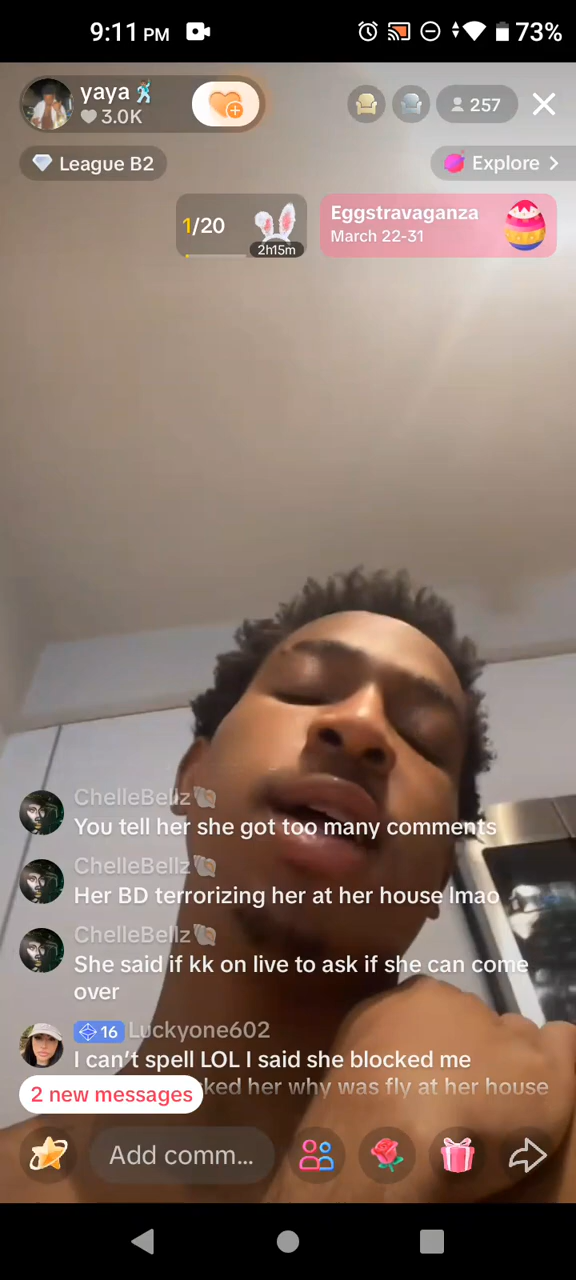 9:11 PM
73%
yaya
3.0K
257
League B2
Explore
1/20
2h15m
Eggstravaganza
March 22-31
ChelleBellz
You tell her she got too many comments
ChelleBellz
Her BD terrorizing her at her house lmao
ChelleBellz
She said if kk on live to ask if she can come
over
16 Luckyone602
I can't spell LOL I said she blocked me
2 new messages
her why was fly at her house
Add comm...